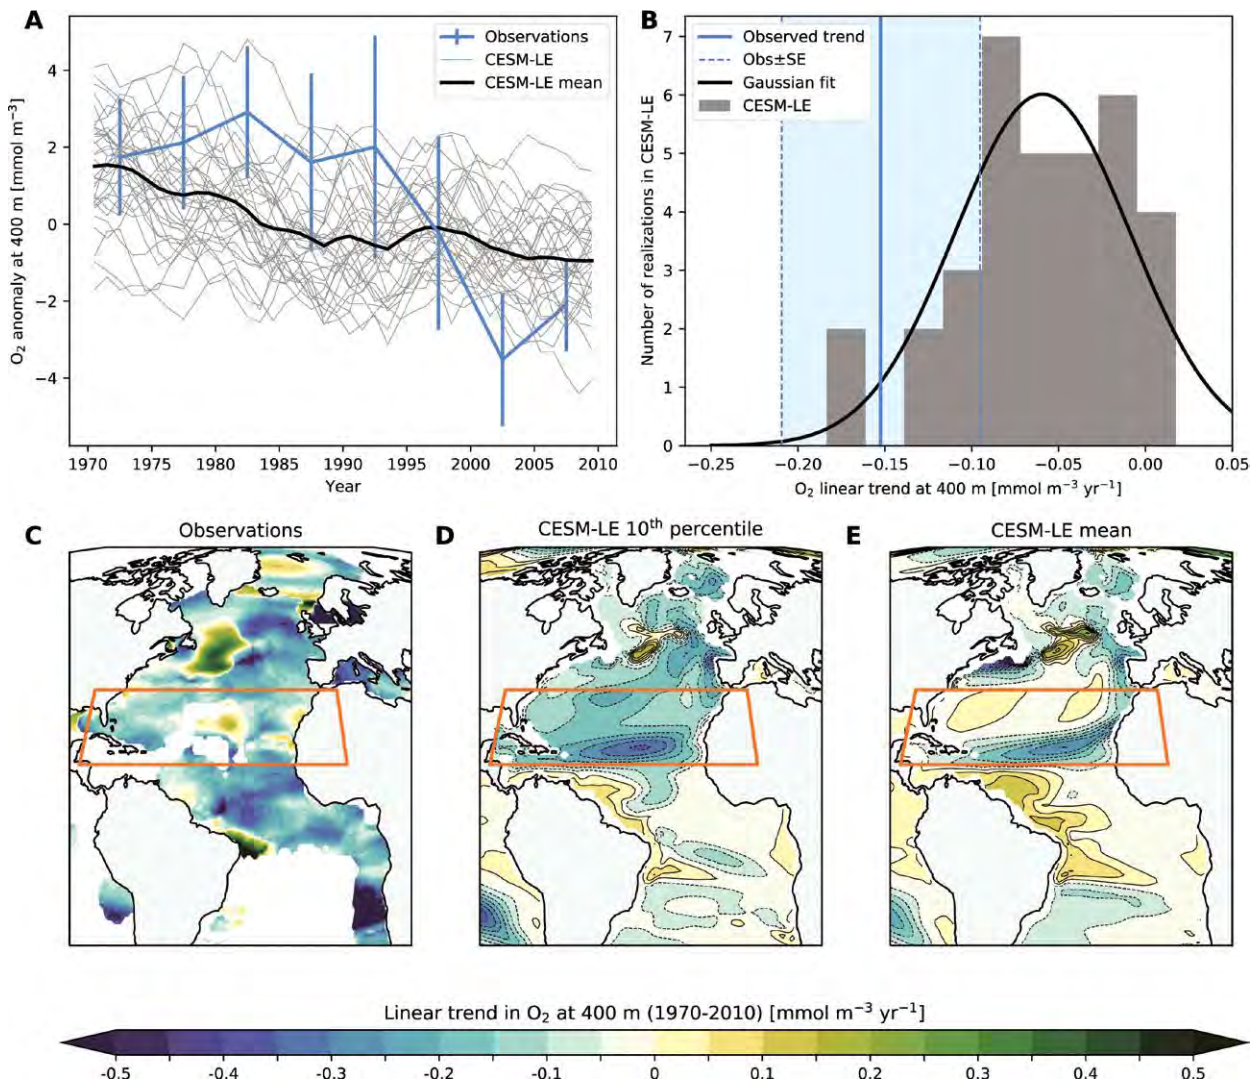 A
Observations
CESM-LE
CESM-LE mean
O₂ anomaly at 400 m [mmol m⁻³]
4
2
0
−2
−4
1970 1975 1980 1985 1990 1995 2000 2005 2010
Year
B
Observed trend
Obs±SE
Gaussian fit
CESM-LE
Number of realizations in CESM-LE
7
6
5
4
3
2
1
0
−0.25 −0.20 −0.15 −0.10 −0.05 0.00 0.05
O₂ linear trend at 400 m [mmol m⁻³ yr⁻¹]
C Observations
D CESM-LE 10ᵗʰ percentile
E CESM-LE mean
Linear trend in O₂ at 400 m (1970-2010) [mmol m⁻³ yr⁻¹]
-0.5 -0.4 -0.3 -0.2 -0.1 0 0.1 0.2 0.3 0.4 0.5